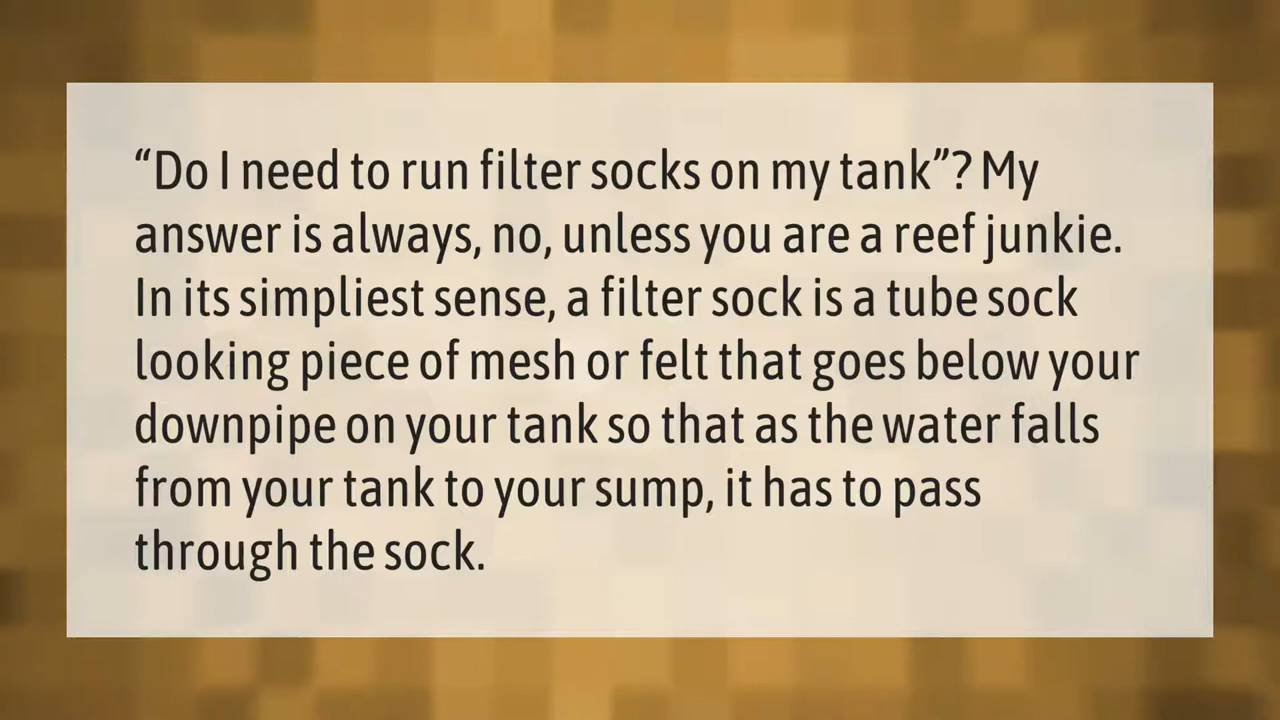 “Do I need to run filter socks on my tank”? My
answer is always, no, unless you are a reef junkie.
In its simpliest sense, a filter sock is a tube sock
looking piece of mesh or felt that goes below your
downpipe on your tank so that as the water falls
from your tank to your sump, it has to pass
through the sock.